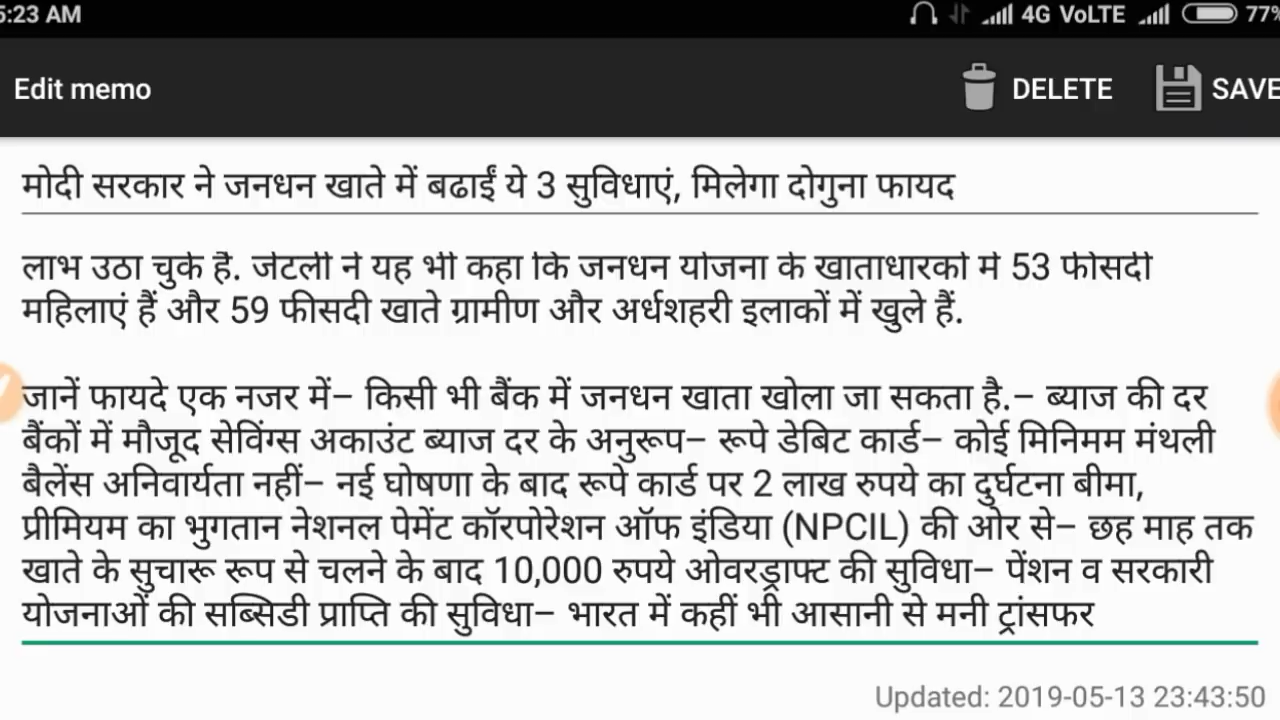 5:23 AM 4G VoLTE 77%
Edit memo DELETE SAVE
मोदी सरकार ने जनधन खाते में बढाईं ये 3 सुविधाएं, मिलेगा दोगुना फायद
लाभ उठा चुके हैं. जेटली ने यह भी कहा कि जनधन योजना के खाताधारकों में 53 फीसदी
महिलाएं हैं और 59 फीसदी खाते ग्रामीण और अर्धशहरी इलाकों में खुले हैं.
जानें फायदे एक नजर में– किसी भी बैंक में जनधन खाता खोला जा सकता है.– ब्याज की दर
बैंकों में मौजूद सेविंग्स अकाउंट ब्याज दर के अनुरूप– रूपे डेबिट कार्ड– कोई मिनिमम मंथली
बैलेंस अनिवार्यता नहीं– नई घोषणा के बाद रूपे कार्ड पर 2 लाख रुपये का दुर्घटना बीमा,
प्रीमियम का भुगतान नेशनल पेमेंट कॉरपोरेशन ऑफ इंडिया (NPCIL) की ओर से– छह माह तक
खाते के सुचारू रूप से चलने के बाद 10,000 रुपये ओवरड्राफ्ट की सुविधा– पेंशन व सरकारी
योजनाओं की सब्सिडी प्राप्ति की सुविधा– भारत में कहीं भी आसानी से मनी ट्रांसफर
Updated: 2019-05-13 23:43:50